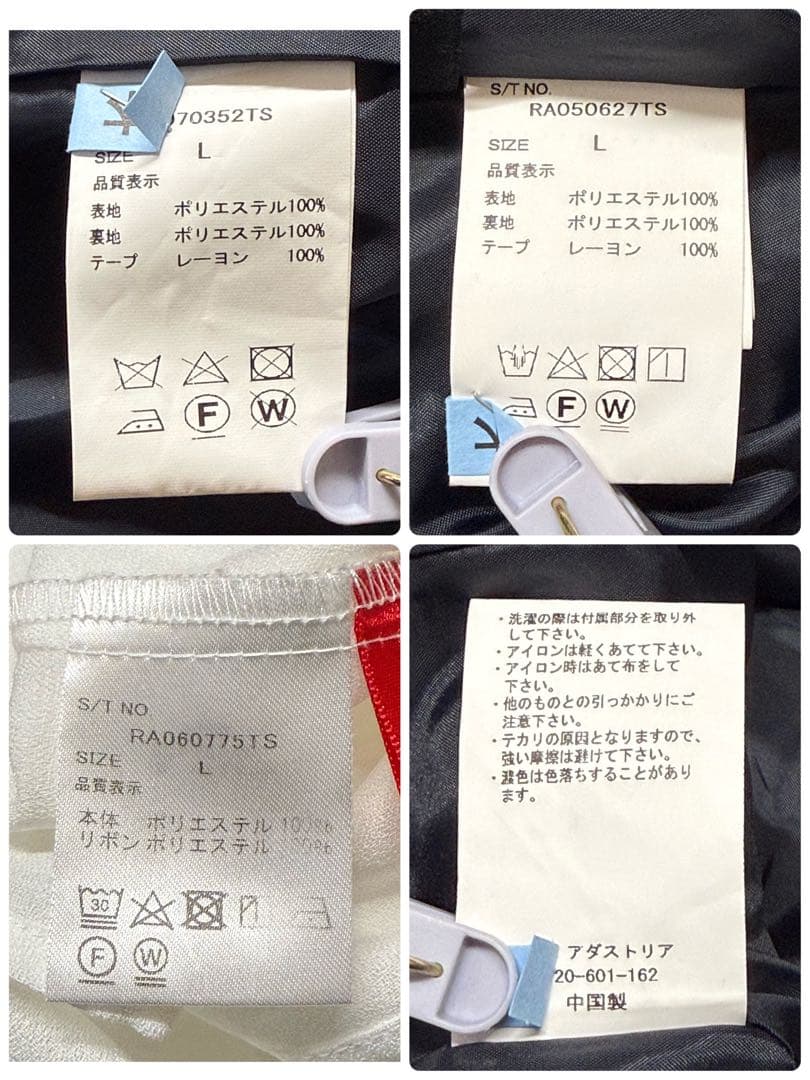 070352TS
SIZE L
品質表示
表地 ポリエステル100%
裏地 ポリエステル100%
テープ レーヨン 100%
F W
S/T NO.
RA050627TS
SIZE L
品質表示
表地 ポリエステル100%
裏地 ポリエステル100%
テープ レーヨン 100%
F W
S/T NO.
RA060775TS
SIZE L
品質表示
本体 ポリエステル 100%
リボン ポリエステル
30
F W
・洗濯の際は付属部分を取り外
して下さい。
・アイロンは軽くあてて下さい。
・アイロン時はあて布をして
下さい。
・他のものとの引っかかりにご
注意下さい。
・テカリの原因となりますので、
強い摩擦は避けて下さい。
・濃色は色落ちすることがあり
ます。
アダストリア
20-601-162
中国製